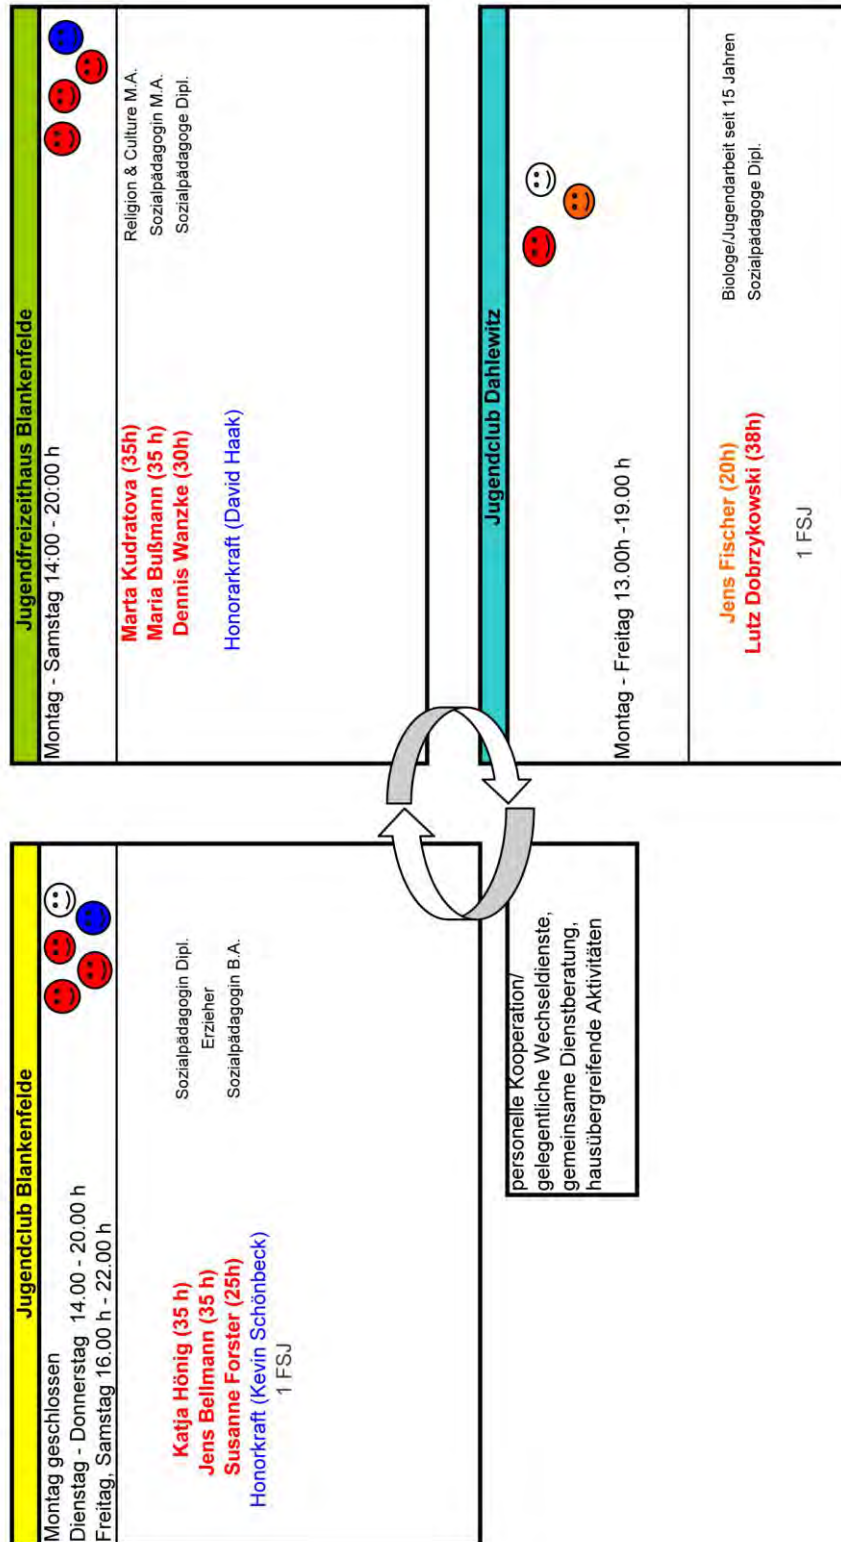 Jugendclub Blankenfelde
Montag geschlossen
Dienstag - Donnerstag 14.00 - 20.00 h
Freitag, Samstag 16.00 h - 22.00 h
Katja Hönig (35 h)
Sozialpädagogin Dipl.
Jens Bellmann (35 h)
Erzieher
Susanne Forster (25h)
Sozialpädagogin B.A.
Honorkraft (Kevin Schönbeck)
1 FSJ
Jugendfreizeithaus Blankenfelde
Montag - Samstag 14:00 - 20:00 h
Marta Kudratova (35h)
Religion & Culture M.A.
Maria Bußmann (35 h)
Sozialpädagogin M.A.
Dennis Wanzke (30h)
Sozialpädagoge Dipl.
Honorarkraft (David Haak)
personelle Kooperation/
gelegentliche Wechseldienste,
gemeinsame Dienstberatung,
hausübergreifende Aktivitäten
Jugendclub Dahlewitz
Montag - Freitag 13.00h -19.00 h
Jens Fischer (20h)
Biologe/Jugendarbeit seit 15 Jahren
Lutz Dobrzykowski (38h)
Sozialpädagoge Dipl.
1 FSJ